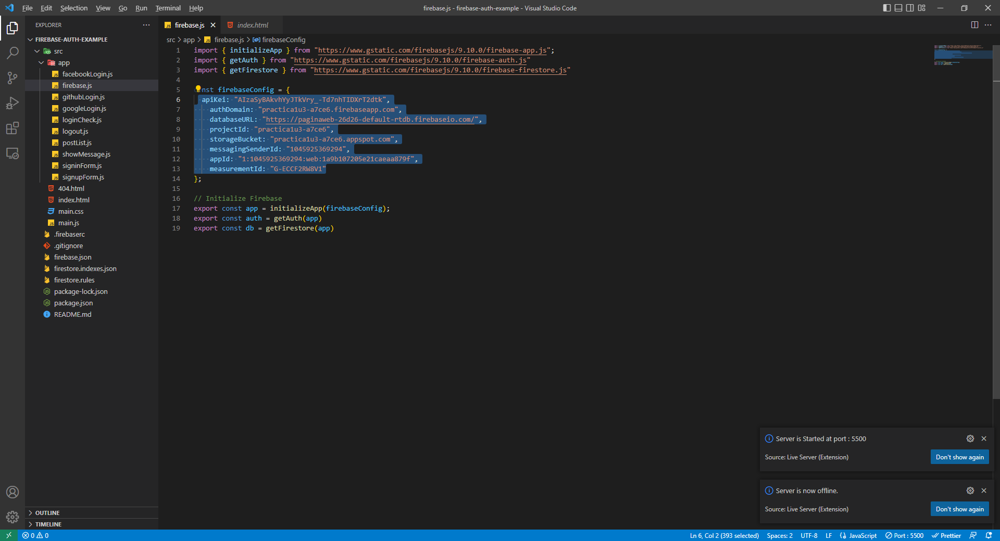 File Edit Selection View Go Run Terminal Help
firebase.js - firebase-auth-example - Visual Studio Code
EXPLORER
FIREBASE-AUTH-EXAMPLE
src
app
facebookLogin.js
firebase.js
githubLogin.js
googleLogin.js
loginCheck.js
logout.js
postList.js
showMessage.js
signinForm.js
signupForm.js
404.html
index.html
main.css
main.js
.firebaserc
.gitignore
firebase.json
firestore.indexes.json
firestore.rules
package-lock.json
package.json
README.md
OUTLINE
TIMELINE
firebase.js
index.html
src > app > firebase.js > firebaseConfig
1 import { initializeApp } from "https://www.gstatic.com/firebasejs/9.10.0/firebase-app.js";
2 import { getAuth } from "https://www.gstatic.com/firebasejs/9.10.0/firebase-auth.js"
3 import { getFirestore } from "https://www.gstatic.com/firebasejs/9.10.0/firebase-firestore.js"
4
5 const firebaseConfig = {
6 apiKei: "AIzaSyBAkvhYyJTkVry_-Td7nhTIDXrT2dtk",
7 authDomain: "practica1u3-a7ce6.firebaseapp.com",
8 databaseURL: "https://paginaweb-26d26-default-rtdb.firebaseio.com/",
9 projectId: "practica1u3-a7ce6",
10 storageBucket: "practica1u3-a7ce6.appspot.com",
11 messagingSenderId: "1045925369294",
12 appId: "1:1045925369294:web:1a9b107205e21caeaa879f",
13 measurementId: "G-ECCF2RW8V1"
14 };
15
16 // Initialize Firebase
17 export const app = initializeApp(firebaseConfig);
18 export const auth = getAuth(app)
19 export const db = getFirestore(app)
Server is Started at port : 5500
Source: Live Server (Extension)
Don't show again
Server is now offline.
Source: Live Server (Extension)
Don't show again
0 0
Ln 6, Col 2 (393 selected) Spaces: 2 UTF-8 LF JavaScript Port : 5500 Prettier